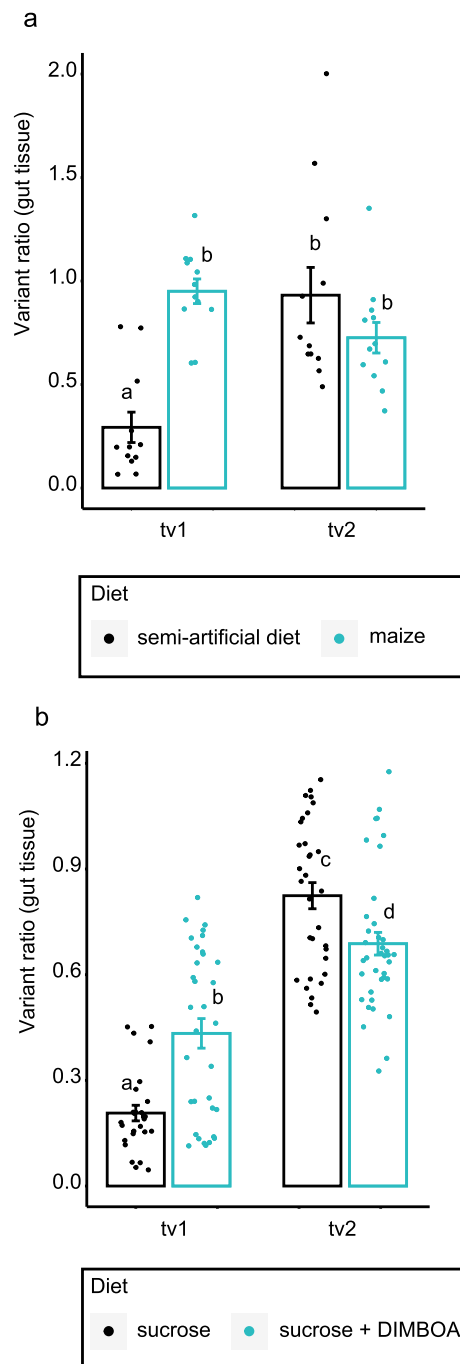 a
Variant ratio (gut tissue)
2.0
1.5
1.0
0.5
0.0
a
b
b
b
tv1
tv2
Diet
semi-artificial diet
maize
b
Variant ratio (gut tissue)
1.2
0.9
0.6
0.3
0.0
a
b
c
d
tv1
tv2
Diet
sucrose
sucrose + DIMBOA